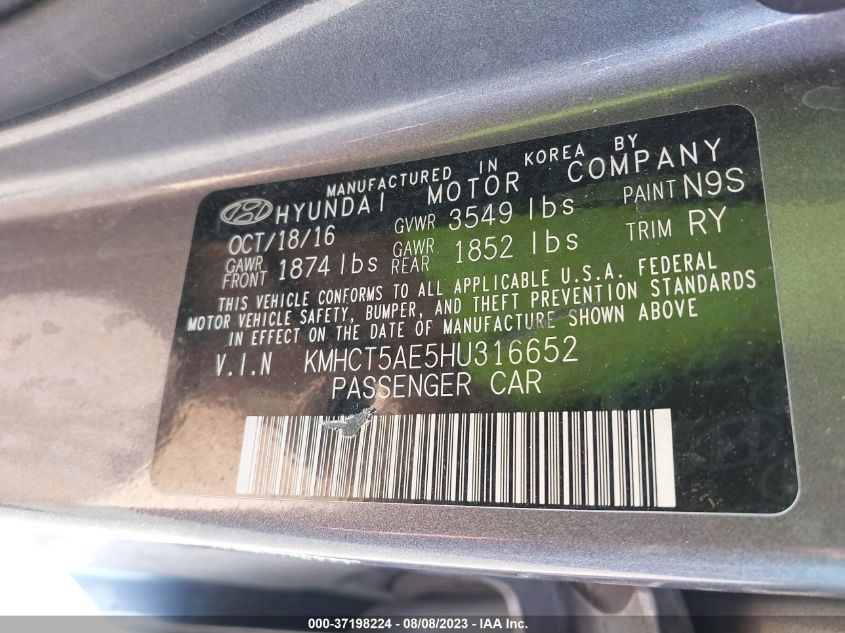 MANUFACTURED IN KOREA BY
HYUNDAI MOTOR COMPANY
OCT/18/16 GVWR 3549 lbs PAINT N9S
GAWR FRONT 1874 lbs GAWR REAR 1852 lbs TRIM RY
THIS VEHICLE CONFORMS TO ALL APPLICABLE U.S.A. FEDERAL
MOTOR VEHICLE SAFETY, BUMPER, AND THEFT PREVENTION STANDARDS
IN EFFECT ON THE DATE OF MANUFACTURE SHOWN ABOVE
V.I.N KMHCT5AE5HU316652
PASSENGER CAR
000-37198224 - 08/08/2023 - IAA Inc.